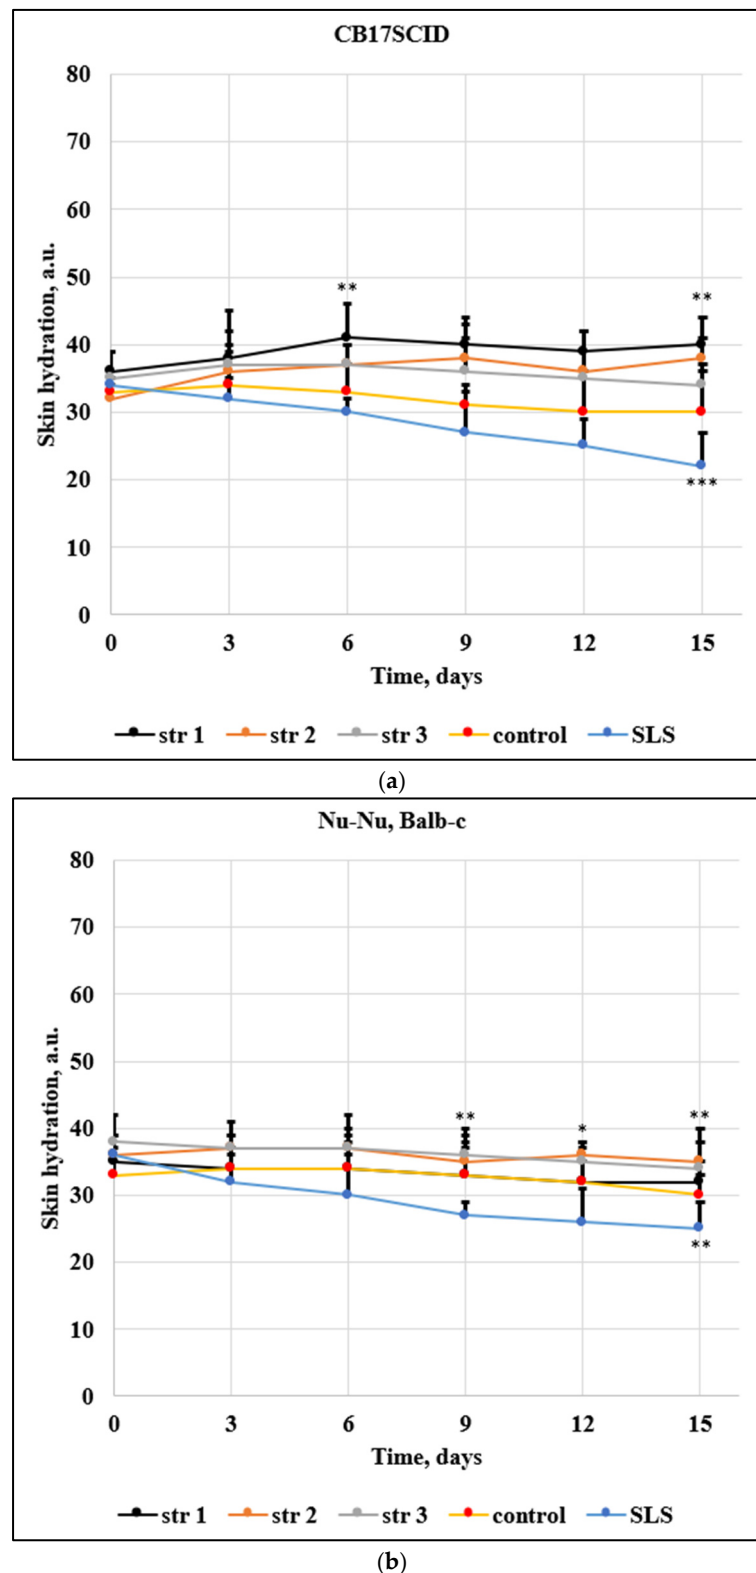 CB17SCID
80
70
60
50
40
30
20
10
0
Skin hydration, a.u.
**
**
***
0 3 6 9 12 15
Time, days
str 1 str 2 str 3 control SLS
(a)
Nu-Nu, Balb-c
80
70
60
50
40
30
20
10
0
Skin hydration, a.u.
** * **
**
0 3 6 9 12 15
Time, days
str 1 str 2 str 3 control SLS
(b)